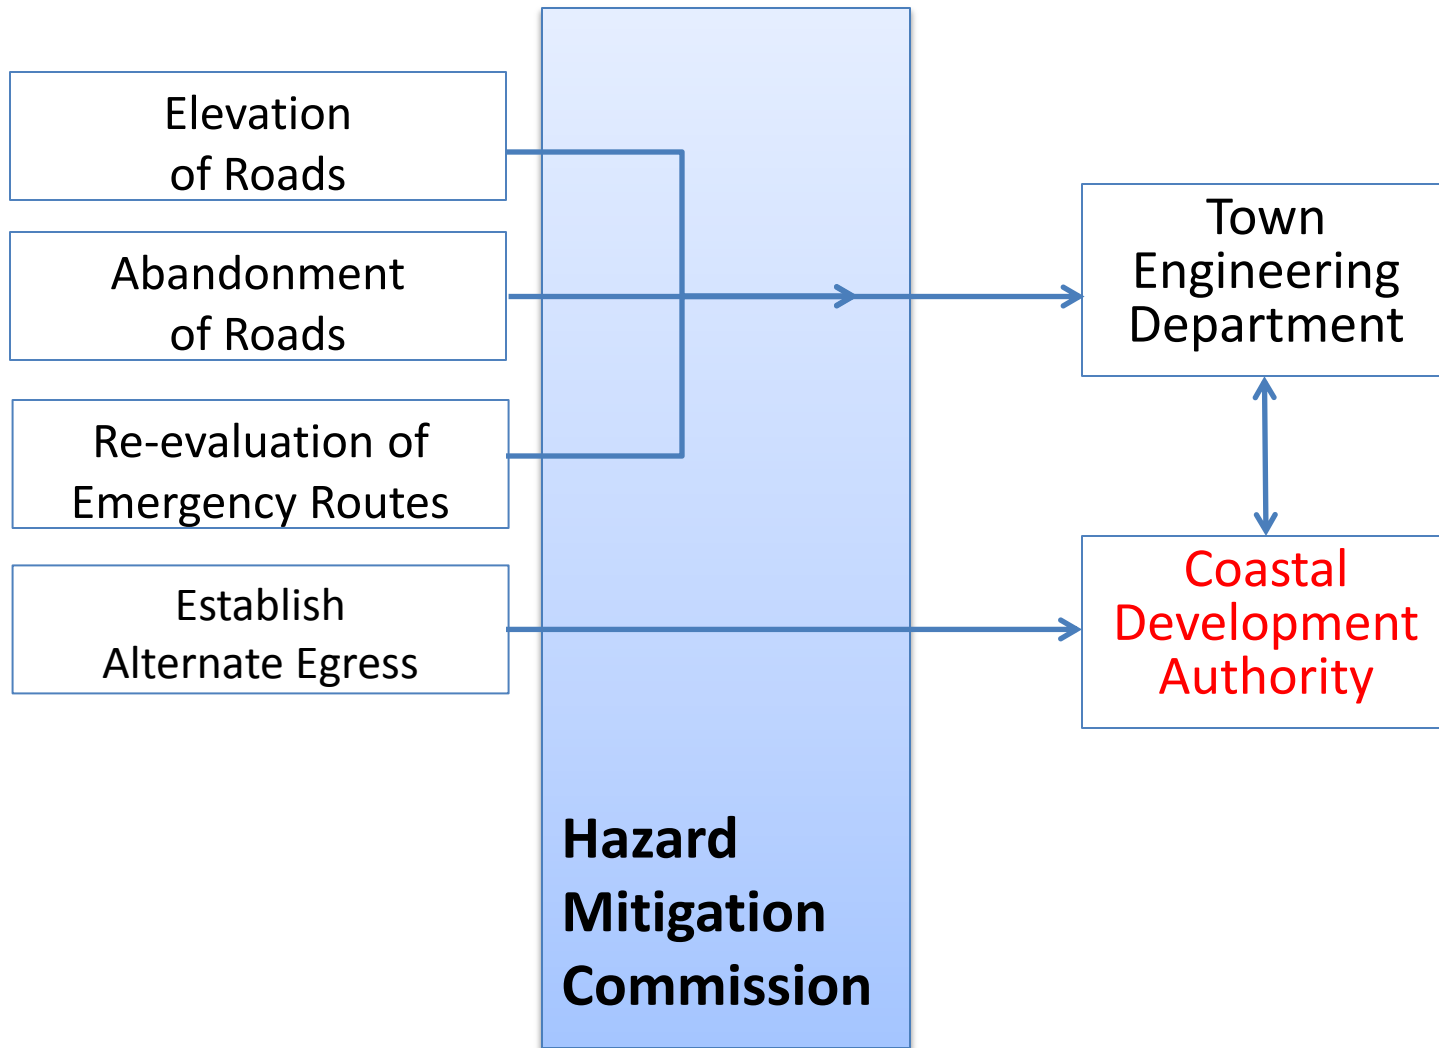 Elevation
of Roads
Abandonment
of Roads
Re-evaluation of
Emergency Routes
Establish
Alternate Egress
Hazard
Mitigation
Commission
Town
Engineering
Department
Coastal
Development
Authority